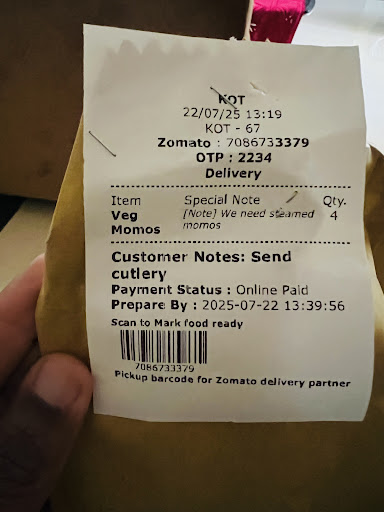 KOT
22/07/25 13:19
KOT - 67
Zomato : 7086733379
OTP : 2234
Delivery
Item Special Note Qty.
Veg Momos [Note] We need steamed momos 4
Customer Notes: Send
cutlery
Payment Status : Online Paid
Prepare By : 2025-07-22 13:39:56
Scan to Mark food ready
7086733379
Pickup barcode for Zomato delivery partner